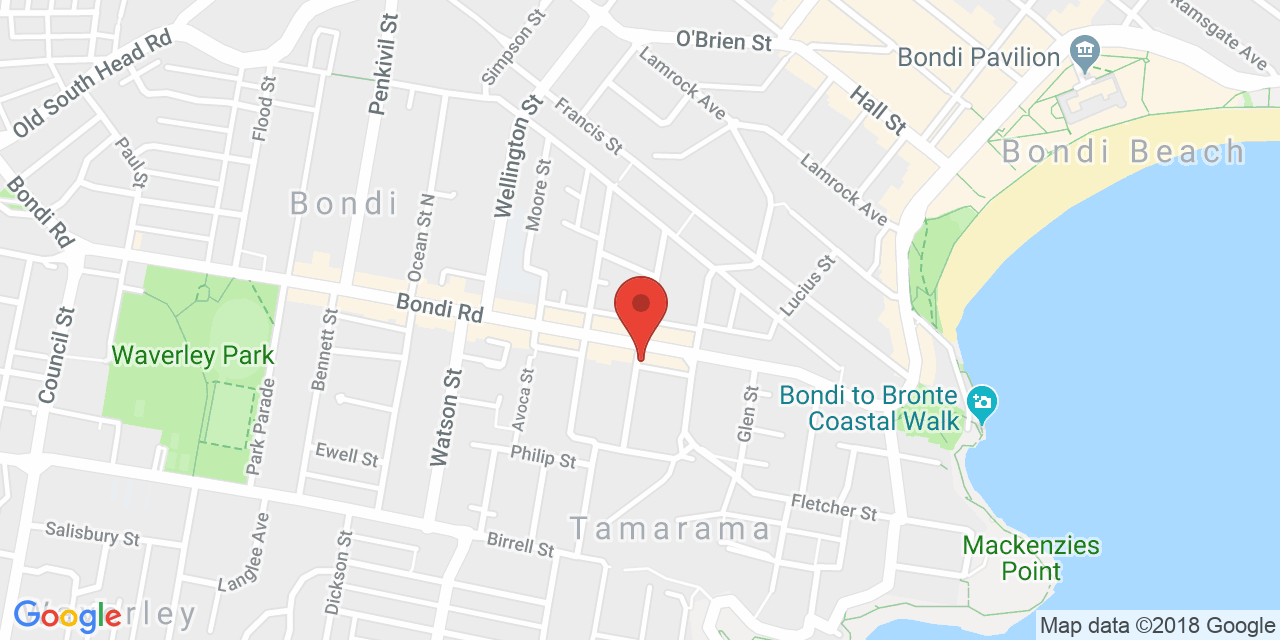 Ramsgate Ave
O'Brien St
Bondi Pavilion
Simpson St
Lamrock Ave
Penkivil St
Old South Head Rd
Flood St
Wellington St
Francis St
Hall St
Bondi Beach
Paul St
Lamrock Ave
Bondi Rd
Bondi
Moore St
Ocean St N
Lucius St
Bondi Rd
Waverley Park
Council St
Bennett St
Park Parade
Watson St
Avoca St
Glen St
Bondi to Bronte
Coastal Walk
Ewell St
Philip St
Fletcher St
Salisbury St
Langlee Ave
Dickson St
Birrell St
Tamarama
Mackenzies
Point
Waverley
Google
Map data ©2018 Google